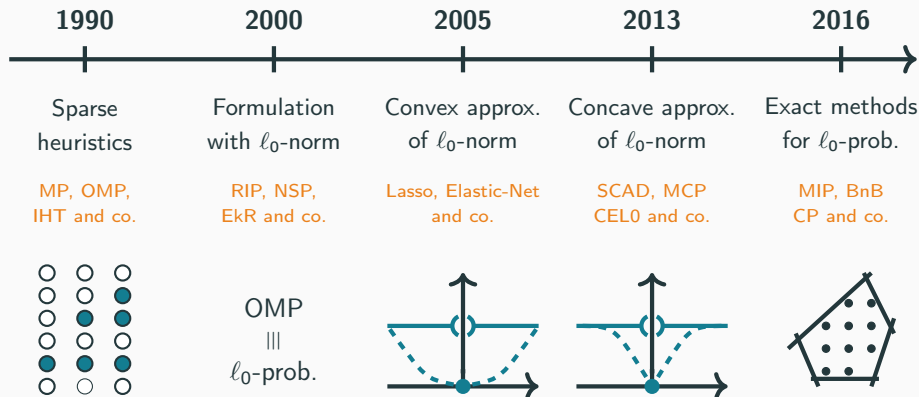 1990
2000
2005
2013
2016
Sparse
heuristics
Formulation
with ℓ₀-norm
Convex approx.
of ℓ₀-norm
Concave approx.
of ℓ₀-norm
Exact methods
for ℓ₀-prob.
MP, OMP,
IHT and co.
RIP, NSP,
EkR and co.
Lasso, Elastic-Net
and co.
SCAD, MCP
CEL0 and co.
MIP, BnB
CP and co.
OMP
≡
ℓ₀-prob.